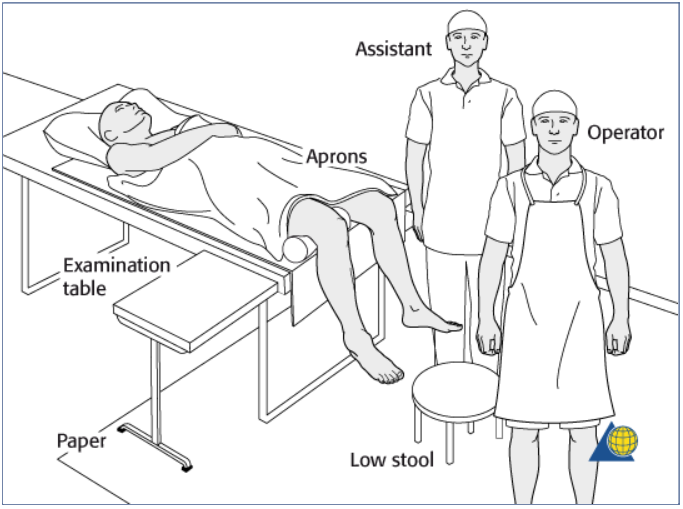 Assistant
Operator
Aprons
Examination
table
Paper
Low stool